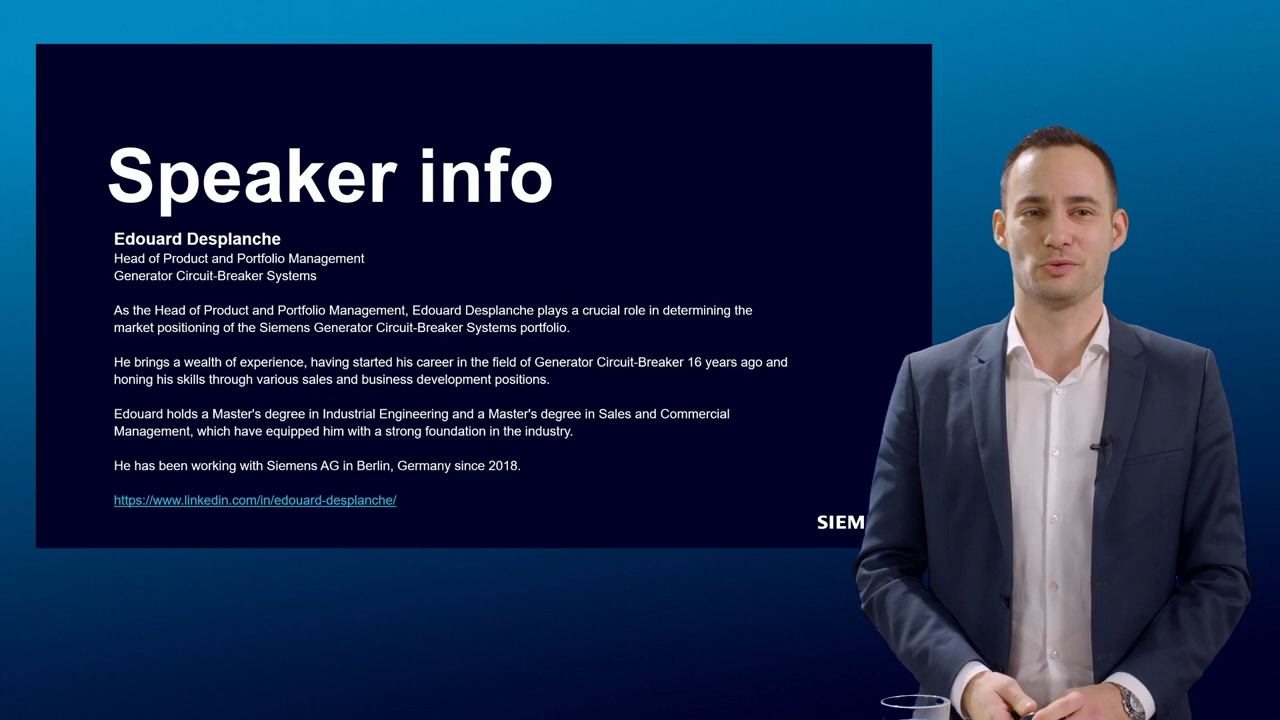 Speaker info
Edouard Desplanche
Head of Product and Portfolio Management
Generator Circuit-Breaker Systems
As the Head of Product and Portfolio Management, Edouard Desplanche plays a crucial role in determining the
market positioning of the Siemens Generator Circuit-Breaker Systems portfolio.
He brings a wealth of experience, having started his career in the field of Generator Circuit-Breaker 16 years ago and
honing his skills through various sales and business development positions.
Edouard holds a Master's degree in Industrial Engineering and a Master's degree in Sales and Commercial
Management, which have equipped him with a strong foundation in the industry.
He has been working with Siemens AG in Berlin, Germany since 2018.
https://www.linkedin.com/in/edouard-desplanche/
SIEM